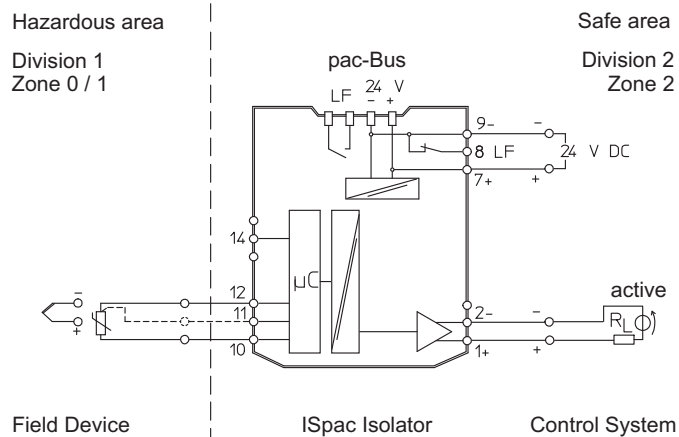 Hazardous area
Safe area
Division 1
Zone 0 / 1
pac-Bus
Division 2
Zone 2
LF 24 V
- +
9-
-
8 LF
24 V DC
7+
+
14
µC
12
-
11
+
10
active
2-
-
RL
1+
+
Field Device
ISpac Isolator
Control System